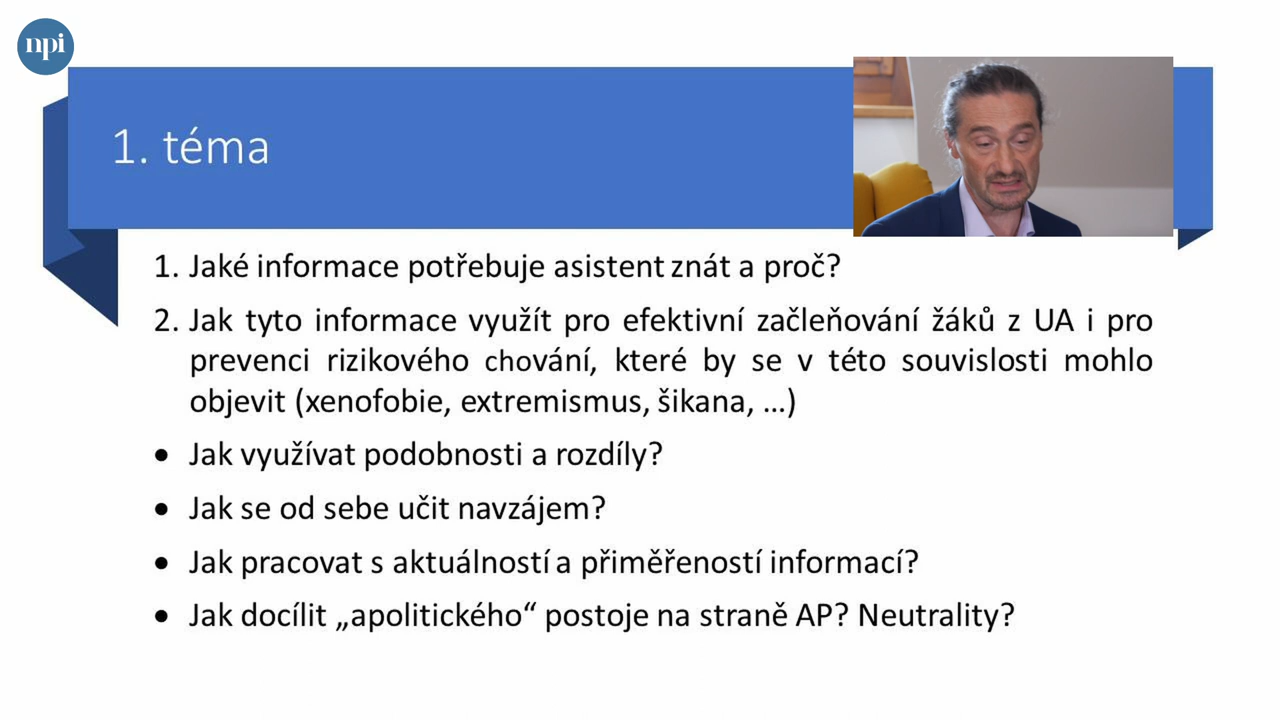 npi
1. téma
1. Jaké informace potřebuje asistent znát a proč?
2. Jak tyto informace využít pro efektivní začleňování žáků z UA i pro
prevenci rizikového chování, které by se v této souvislosti mohlo
objevit (xenofobie, extremismus, šikana, …)
• Jak využívat podobnosti a rozdíly?
• Jak se od sebe učit navzájem?
• Jak pracovat s aktuálností a přiměřeností informací?
• Jak docílit „apolitického“ postoje na straně AP? Neutrality?